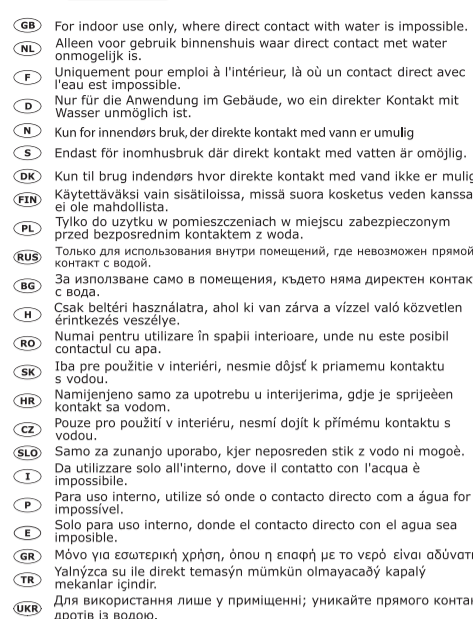 GB For indoor use only, where direct contact with water is impossible.
NL Alleen voor gebruik binnenshuis waar direct contact met water
onmogelijk is.
F Uniquement pour emploi à l'intérieur, là où un contact direct avec
l'eau est impossible.
D Nur für die Anwendung im Gebäude, wo ein direkter Kontakt mit
Wasser unmöglich ist.
N Kun for innendørs bruk, der direkte kontakt med vann er umulig
S Endast för inomhusbruk där direkt kontakt med vatten är omöjlig.
DK Kun til brug indendørs hvor direkte kontakt med vand ikke er mulig
FIN Käytettäväksi vain sisätiloissa, missä suora kosketus veden kanssa
ei ole mahdollista.
PL Tylko do uzytku w pomieszczeniach w miejscu zabezpieczonym
przed bezposrednim kontaktem z woda.
RUS Только для использования внутри помещений, где невозможен прямой
контакт с водой.
BG За използване само в помещения, където няма директен контакт
с вода.
H Csak beltéri használatra, ahol ki van zárva a vízzel való közvetlen
érintkezés veszélye.
RO Numai pentru utilizare în spaþii interioare, unde nu este posibil
contactul cu apa.
SK Iba pre použitie v interiéri, nesmie dôjsť k priamemu kontaktu
s vodou.
HR Namijenjeno samo za upotrebu u interijerima, gdje je sprijeèen
kontakt sa vodom.
CZ Pouze pro použití v interiéru, nesmí dojít k přímému kontaktu s
vodou.
SLO Samo za zunanjo uporabo, kjer neposreden stik z vodo ni mogoè.
I Da utilizzare solo all'interno, dove il contatto con l'acqua è
impossibile.
P Para uso interno, utilize só onde o contacto directo com a água for
impossível.
E Solo para uso interno, donde el contacto directo con el agua sea
imposible.
GR Μόνο για εσωτερική χρήση, όπου η επαφή με το νερό είναι αδύνατη
TR Yalnýzca su ile direkt temasýn mümkün olmayacaðý kapalý
mekanlar içindir.
UKR Для використання лише у приміщенні; уникайте прямого контак
дротів із водою.